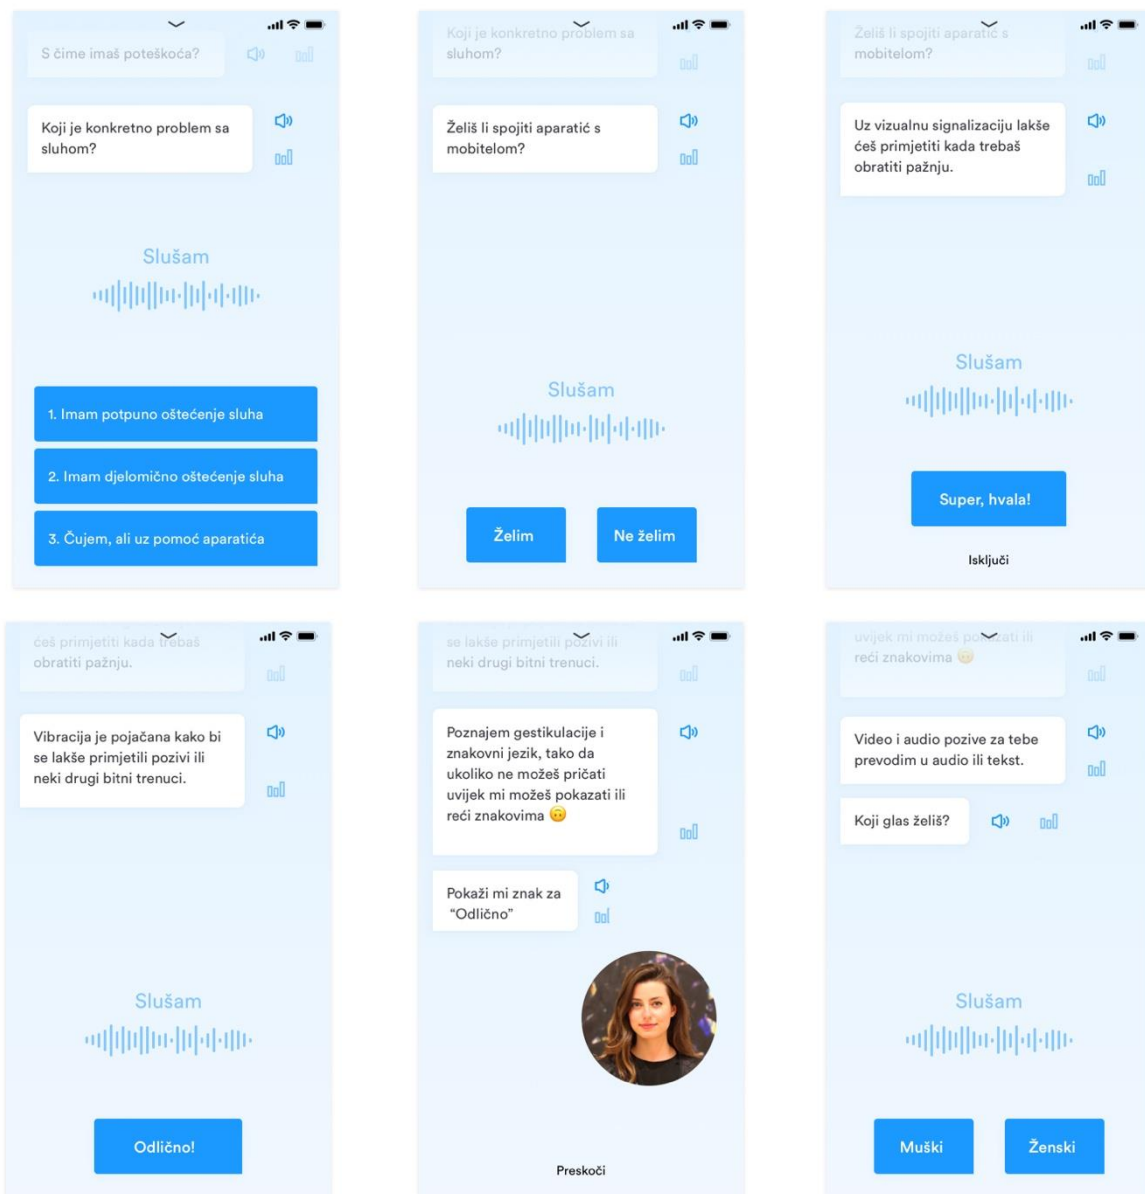 S čime imaš poteškoća?
Koji je konkretno problem sa
sluhom?
Slušam
1. Imam potpuno oštećenje sluha
2. Imam djelomično oštećenje sluha
3. Čujem, ali uz pomoć aparatića
Koji je konkretno problem sa
sluhom?
Želiš li spojiti aparatić s
mobitelom?
Slušam
Želim
Ne želim
Želiš li spojiti aparatić s
mobitelom?
Uz vizualnu signalizaciju lakše
ćeš primjetiti kada trebaš
obratiti pažnju.
Slušam
Super, hvala!
Isključi
ćeš primjetiti kada trebaš
obratiti pažnju.
Vibracija je pojačana kako bi
se lakše primjetili pozivi ili
neki drugi bitni trenuci.
Slušam
Odlično!
se lakše primjetili pozivi ili
neki drugi bitni trenuci.
Poznajem gestikulacije i
znakovni jezik, tako da
ukoliko ne možeš pričati
uvijek mi možeš pokazati ili
reći znakovima 🙃
Pokaži mi znak za
“Odlično”
Preskoči
uvijek mi možeš pokazati ili
reći znakovima 🙃
Video i audio pozive za tebe
prevodim u audio ili tekst.
Koji glas želiš?
Slušam
Muški
Ženski